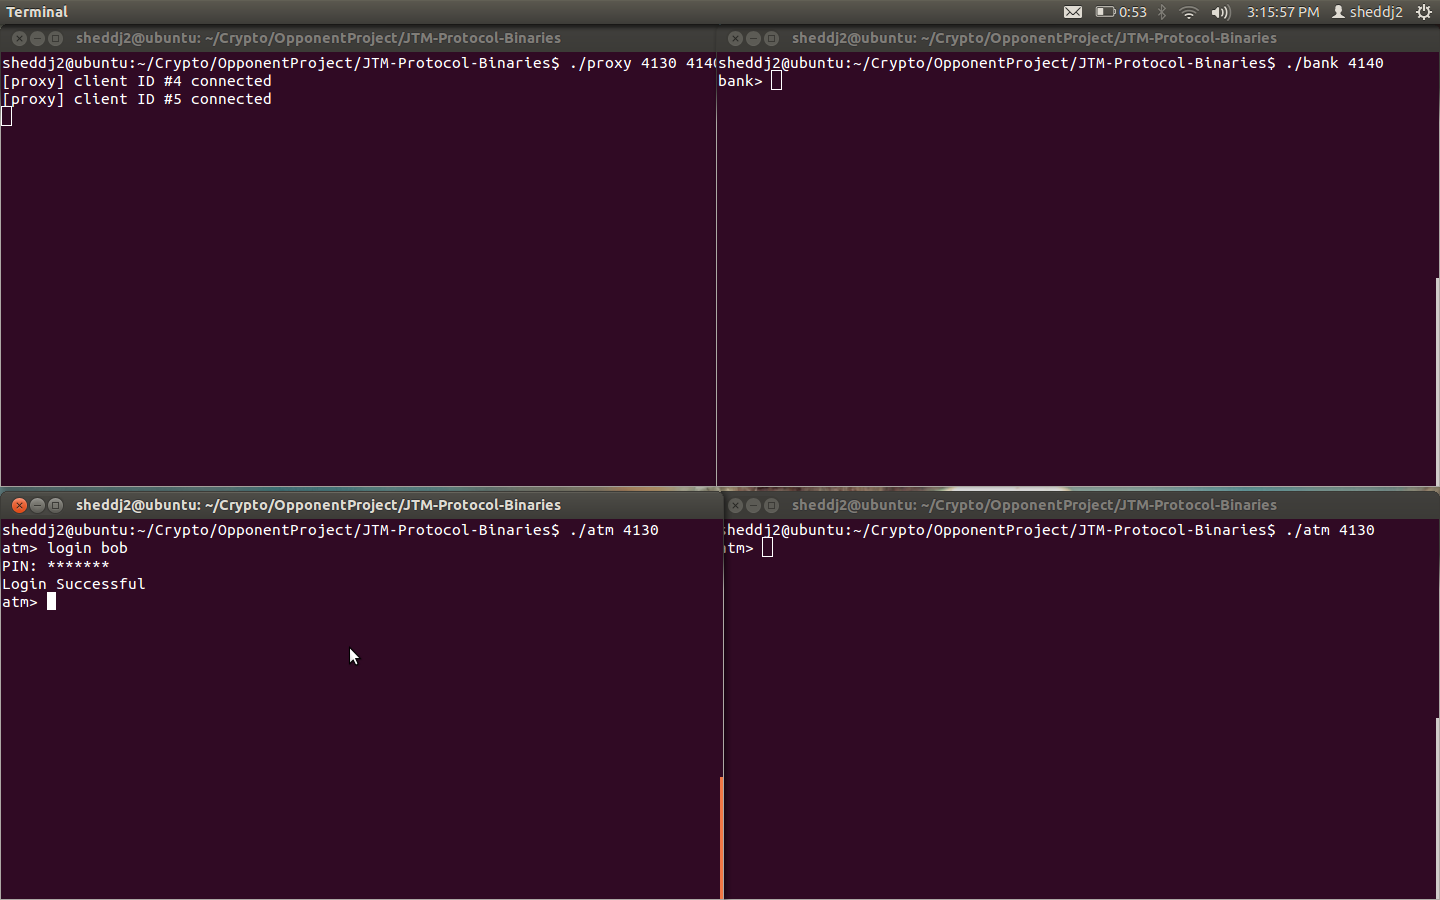 Terminal
0:53
3:15:57 PM
sheddj2
sheddj2@ubuntu: ~/Crypto/OpponentProject/JTM-Protocol-Binaries
sheddj2@ubuntu:~/Crypto/OpponentProject/JTM-Protocol-Binaries$ ./proxy 4130 4140
[proxy] client ID #4 connected
[proxy] client ID #5 connected
sheddj2@ubuntu: ~/Crypto/OpponentProject/JTM-Protocol-Binaries
sheddj2@ubuntu:~/Crypto/OpponentProject/JTM-Protocol-Binaries$ ./bank 4140
bank>
sheddj2@ubuntu: ~/Crypto/OpponentProject/JTM-Protocol-Binaries
sheddj2@ubuntu:~/Crypto/OpponentProject/JTM-Protocol-Binaries$ ./atm 4130
atm> login bob
PIN: *******
Login Successful
atm>
sheddj2@ubuntu: ~/Crypto/OpponentProject/JTM-Protocol-Binaries
sheddj2@ubuntu:~/Crypto/OpponentProject/JTM-Protocol-Binaries$ ./atm 4130
atm>